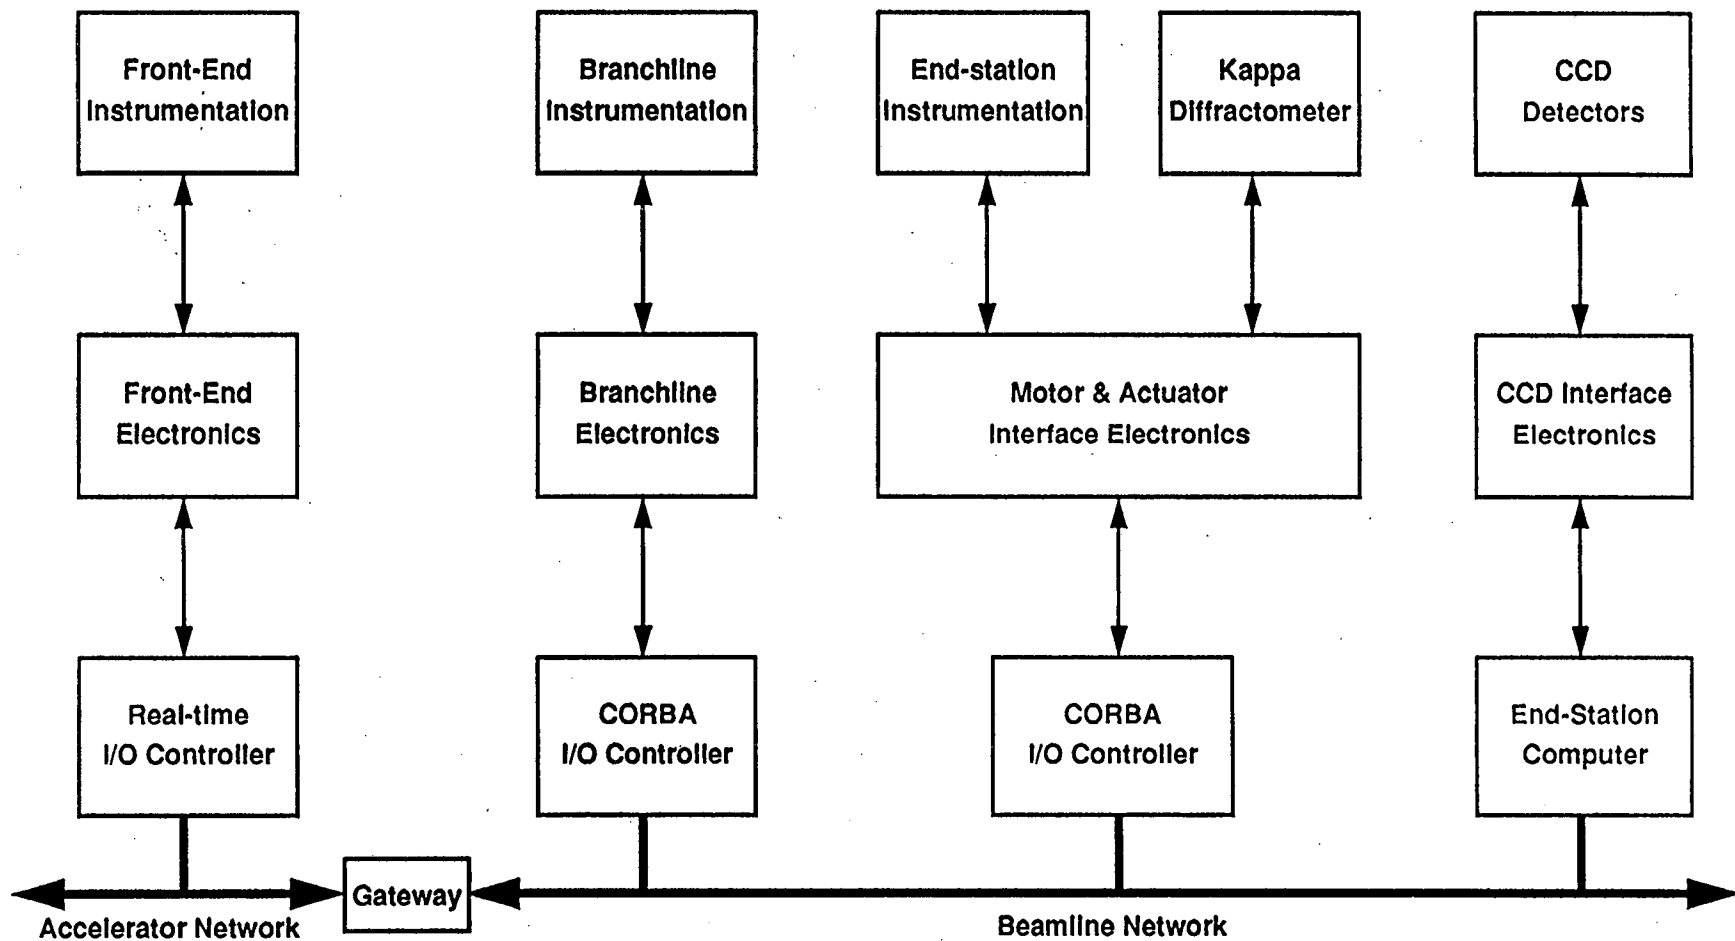 Front-End
Instrumentation
Branchline
Instrumentation
End-station
Instrumentation
Kappa
Diffractometer
CCD
Detectors
Front-End
Electronics
Branchline
Electronics
Motor & Actuator
Interface Electronics
CCD Interface
Electronics
Real-time
I/O Controller
CORBA
I/O Controller
CORBA
I/O Controller
End-Station
Computer
Gateway
Accelerator Network
Beamline Network